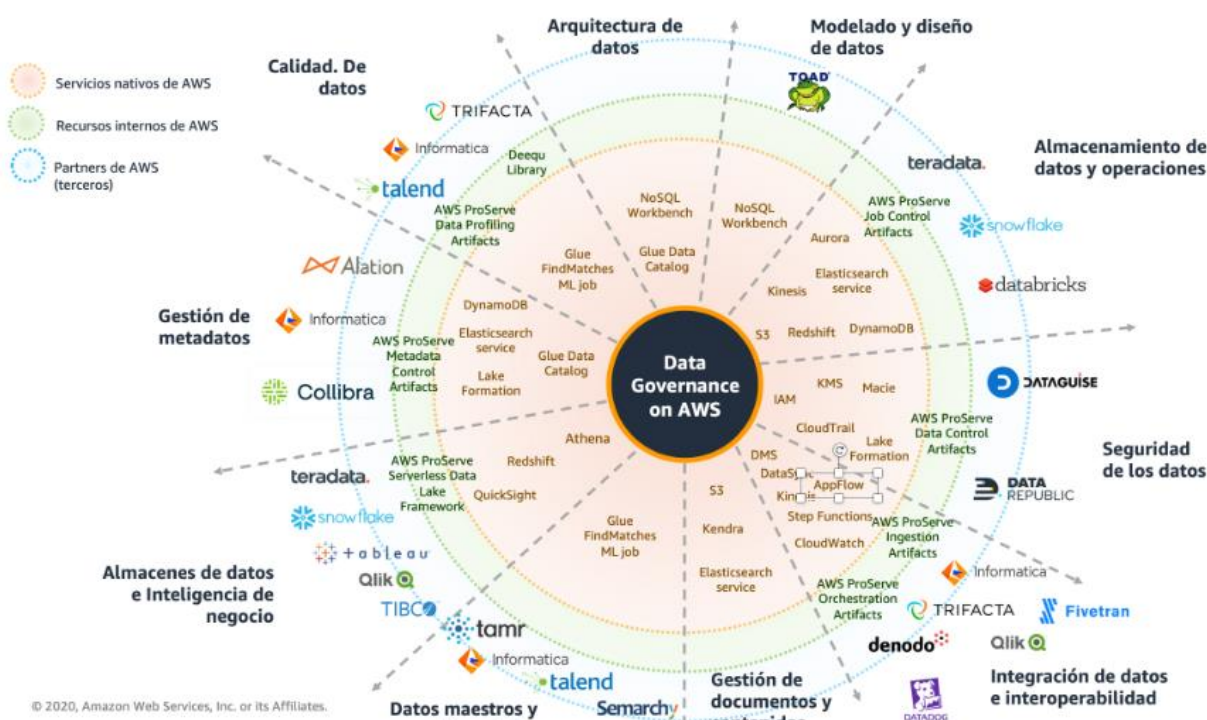 Arquitectura de
datos
Modelado y diseño
de datos
Calidad. De
datos
Servicios nativos de AWS
Recursos internos de AWS
Partners de AWS
(terceros)
TOAD
TRIFACTA
Informatica
talend
Deequ
Library
AWS ProServe
Data Profiling
Artifacts
Glue
FindMatches
ML job
NoSQL
Workbench
Glue Data
Catalog
NoSQL
Workbench
Almacenamiento de
datos y operaciones
teradata.
snowflake
databricks
AWS ProServe
Job Control
Artifacts
Aurora
Elasticsearch
service
Kinesis
S3
Redshift
DynamoDB
Gestión de
metadatos
Alation
Informatica
Collibra
AWS ProServe
Metadata
Control
Artifacts
DynamoDB
Elasticsearch
service
Lake
Formation
Glue Data
Catalog
Data
Governance
on AWS
Seguridad
de los datos
DATAGUISE
DATA
REPUBLIC
AWS ProServe
Data Control
Artifacts
IAM
KMS
Macie
CloudTrail
Lake
Formation
Almacenes de datos
e Inteligencia de
negocio
teradata.
snowflake
+ableau
Qlik
TIBCO
AWS ProServe
Serverless Data
Lake
Framework
Athena
Redshift
QuickSight
Datos maestros y
tamr
Informatica
talend
Semarchy
Glue
FindMatches
ML job
Gestión de
documentos y
S3
Kendra
Elasticsearch
service
Integración de datos
e interoperabilidad
DMS
DataSync
AppFlow
Kinesis
Step Functions
CloudWatch
AWS ProServe
Ingestion
Artifacts
AWS ProServe
Orchestration
Artifacts
Informatica
TRIFACTA
Fivetran
denodo
Qlik
DATADOG
© 2020, Amazon Web Services, Inc. or its Affiliates.